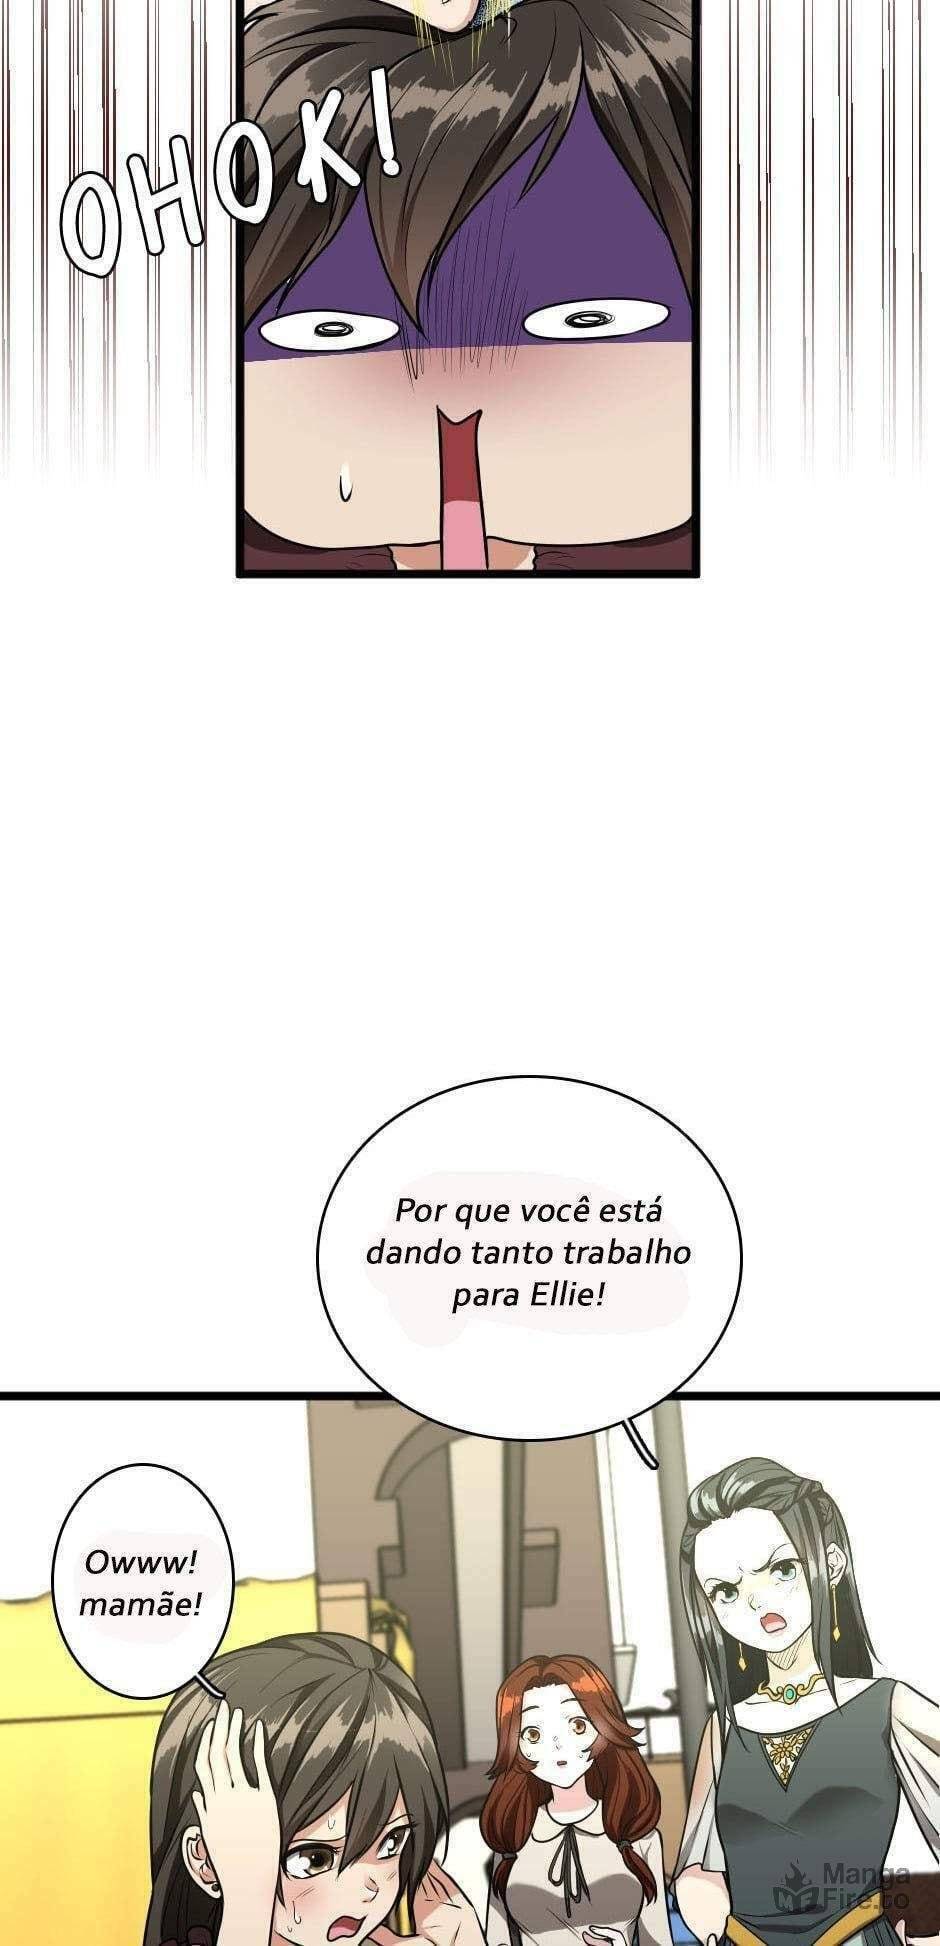 OHOK!
Por que você está
dando tanto trabalho
para Ellie!
Owww!
mamãe!
Manga
Fire.to